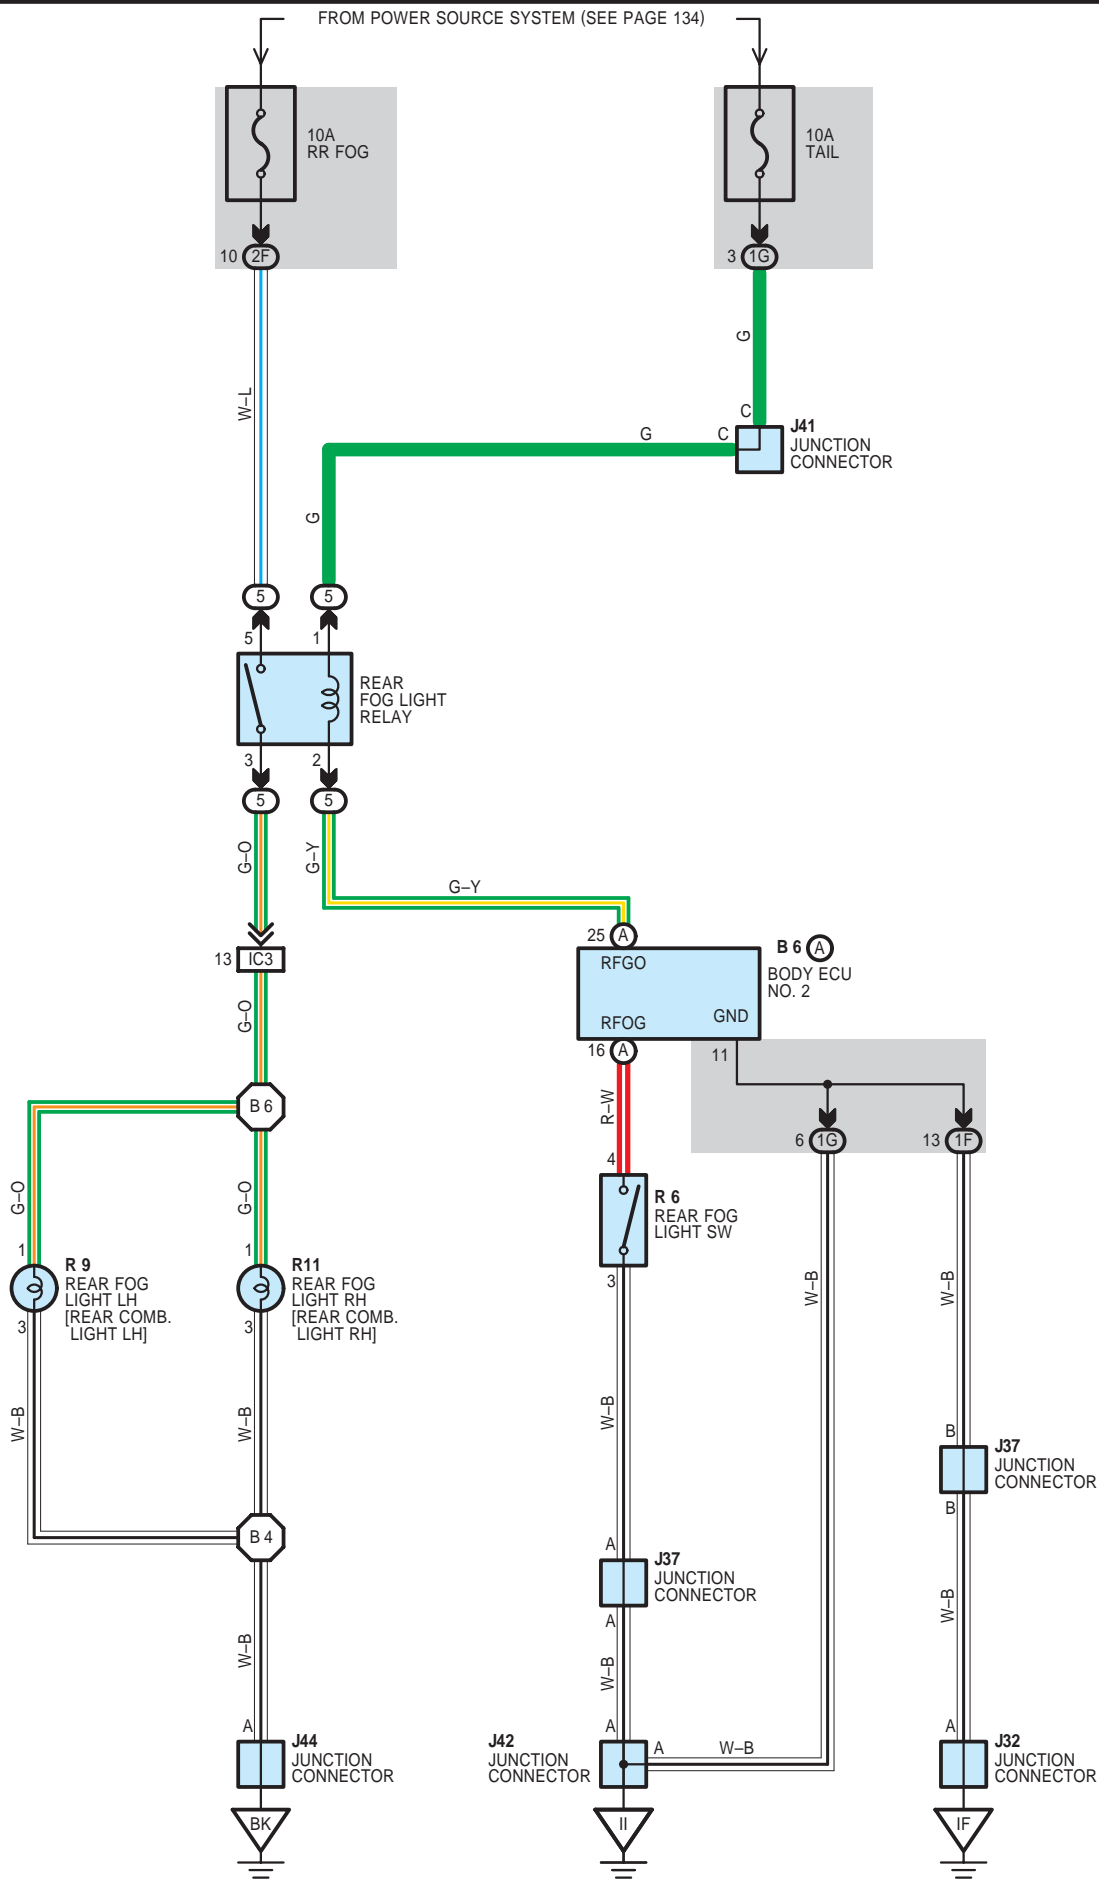 FROM POWER SOURCE SYSTEM (SEE PAGE 134)
10A
RR FOG
10A
TAIL
10 2F
3 1G
W–L
G
C
J41
JUNCTION
CONNECTOR
G C
G
5 5
5 1
REAR
FOG LIGHT
RELAY
3 2
5 5
G–O
G–Y
G–Y
25 A
B 6 A
BODY ECU
NO. 2
RFGO
RFOG
GND
13 IC3
G–O
16 A
11
R–W
B 6
6 1G
13 1F
4
R 6
REAR FOG
LIGHT SW
3
G–O
G–O
1
R 9
REAR FOG
LIGHT LH
[REAR COMB.
LIGHT LH]
3
1
R11
REAR FOG
LIGHT RH
[REAR COMB.
LIGHT RH]
3
W–B
W–B
W–B
W–B
W–B
B
J37
JUNCTION
CONNECTOR
B
B 4
A
J37
JUNCTION
CONNECTOR
A
W–B
W–B
W–B
A
J44
JUNCTION
CONNECTOR
J42
JUNCTION
CONNECTOR
A
A W–B
A
J32
JUNCTION
CONNECTOR
BK
II
IF